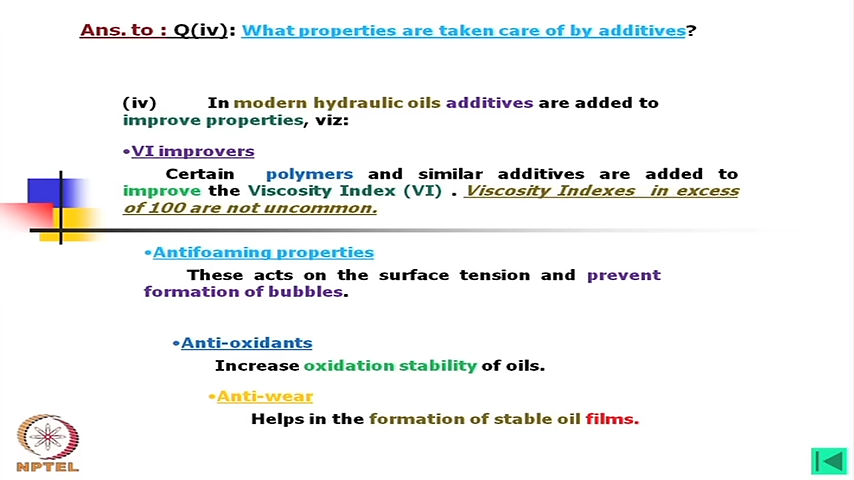 Ans. to : Q(iv): What properties are taken care of by additives?
(iv) In modern hydraulic oils additives are added to
improve properties, viz:
•VI improvers
Certain polymers and similar additives are added to
improve the Viscosity Index (VI) . Viscosity Indexes in excess
of 100 are not uncommon.
•Antifoaming properties
These acts on the surface tension and prevent
formation of bubbles.
•Anti-oxidants
Increase oxidation stability of oils.
•Anti-wear
Helps in the formation of stable oil films.
NPTEL